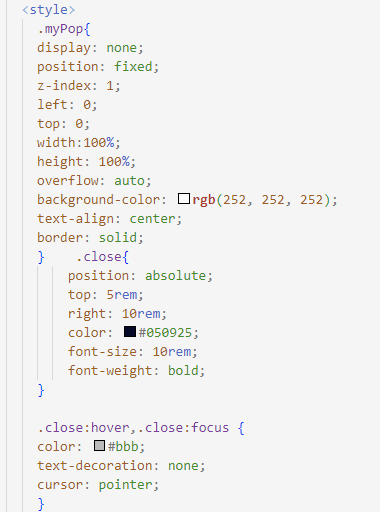 <style>
.myPop{
display: none;
position: fixed;
z-index: 1;
left: 0;
top: 0;
width:100%;
height: 100%;
overflow: auto;
background-color: rgb(252, 252, 252);
text-align: center;
border: solid;
}    .close{
position: absolute;
top: 5rem;
right: 10rem;
color: #050925;
font-size: 10rem;
font-weight: bold;
}

.close:hover,.close:focus {
color: #bbb;
text-decoration: none;
cursor: pointer;
}